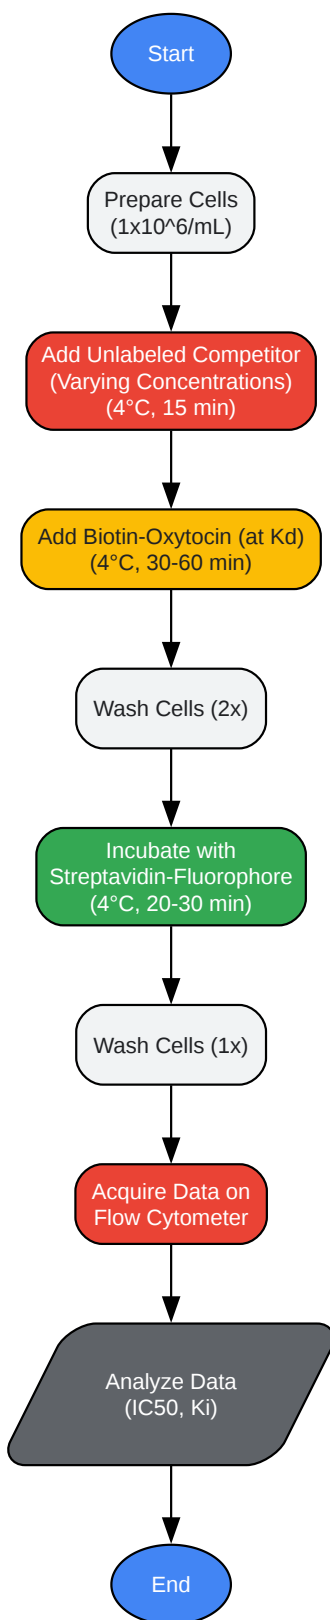 Start
Prepare Cells
(1x10^6/mL)
Add Unlabeled Competitor
(Varying Concentrations)
(4°C, 15 min)
Add Biotin-Oxytocin (at Kd)
(4°C, 30-60 min)
Wash Cells (2x)
Incubate with
Streptavidin-Fluorophore
(4°C, 20-30 min)
Wash Cells (1x)
Acquire Data on
Flow Cytometer
Analyze Data
(IC50, Ki)
End